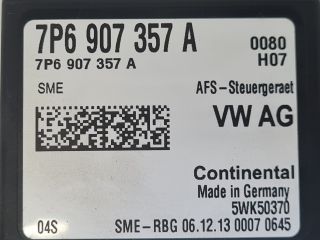 7P6 907 357 A
0080
7P6 907 357 A
H07
SME
AFS-Steuergeraet
VW AG
Continental
Made in Germany
5WK50370
04S
SME-RBG 06.12.13 0007 0645